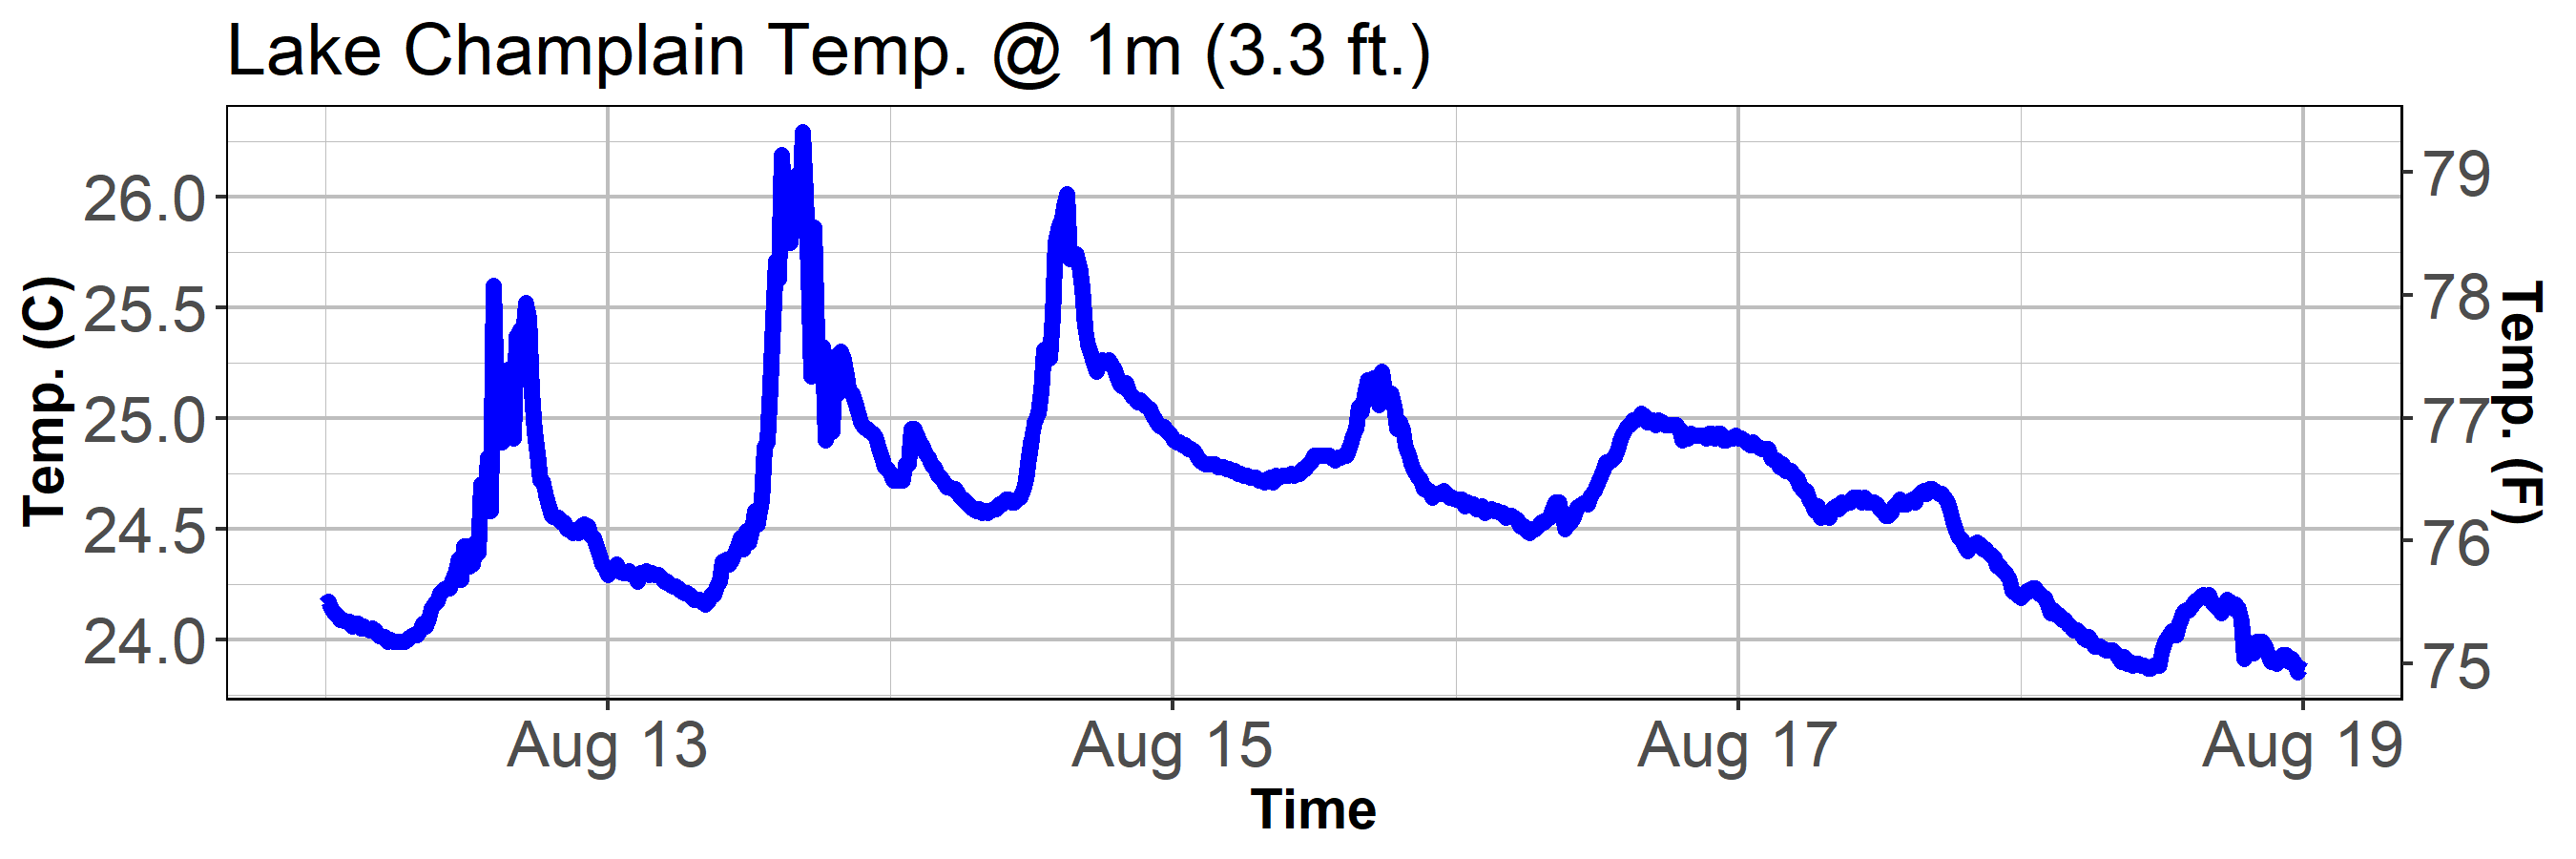 Lake Champlain Temp. @ 1m (3.3 ft.)
Temp. (C)
26.0
25.5
25.0
24.5
24.0
79
78
77
76
75
Temp. (F)
Aug 13
Aug 15
Aug 17
Aug 19
Time